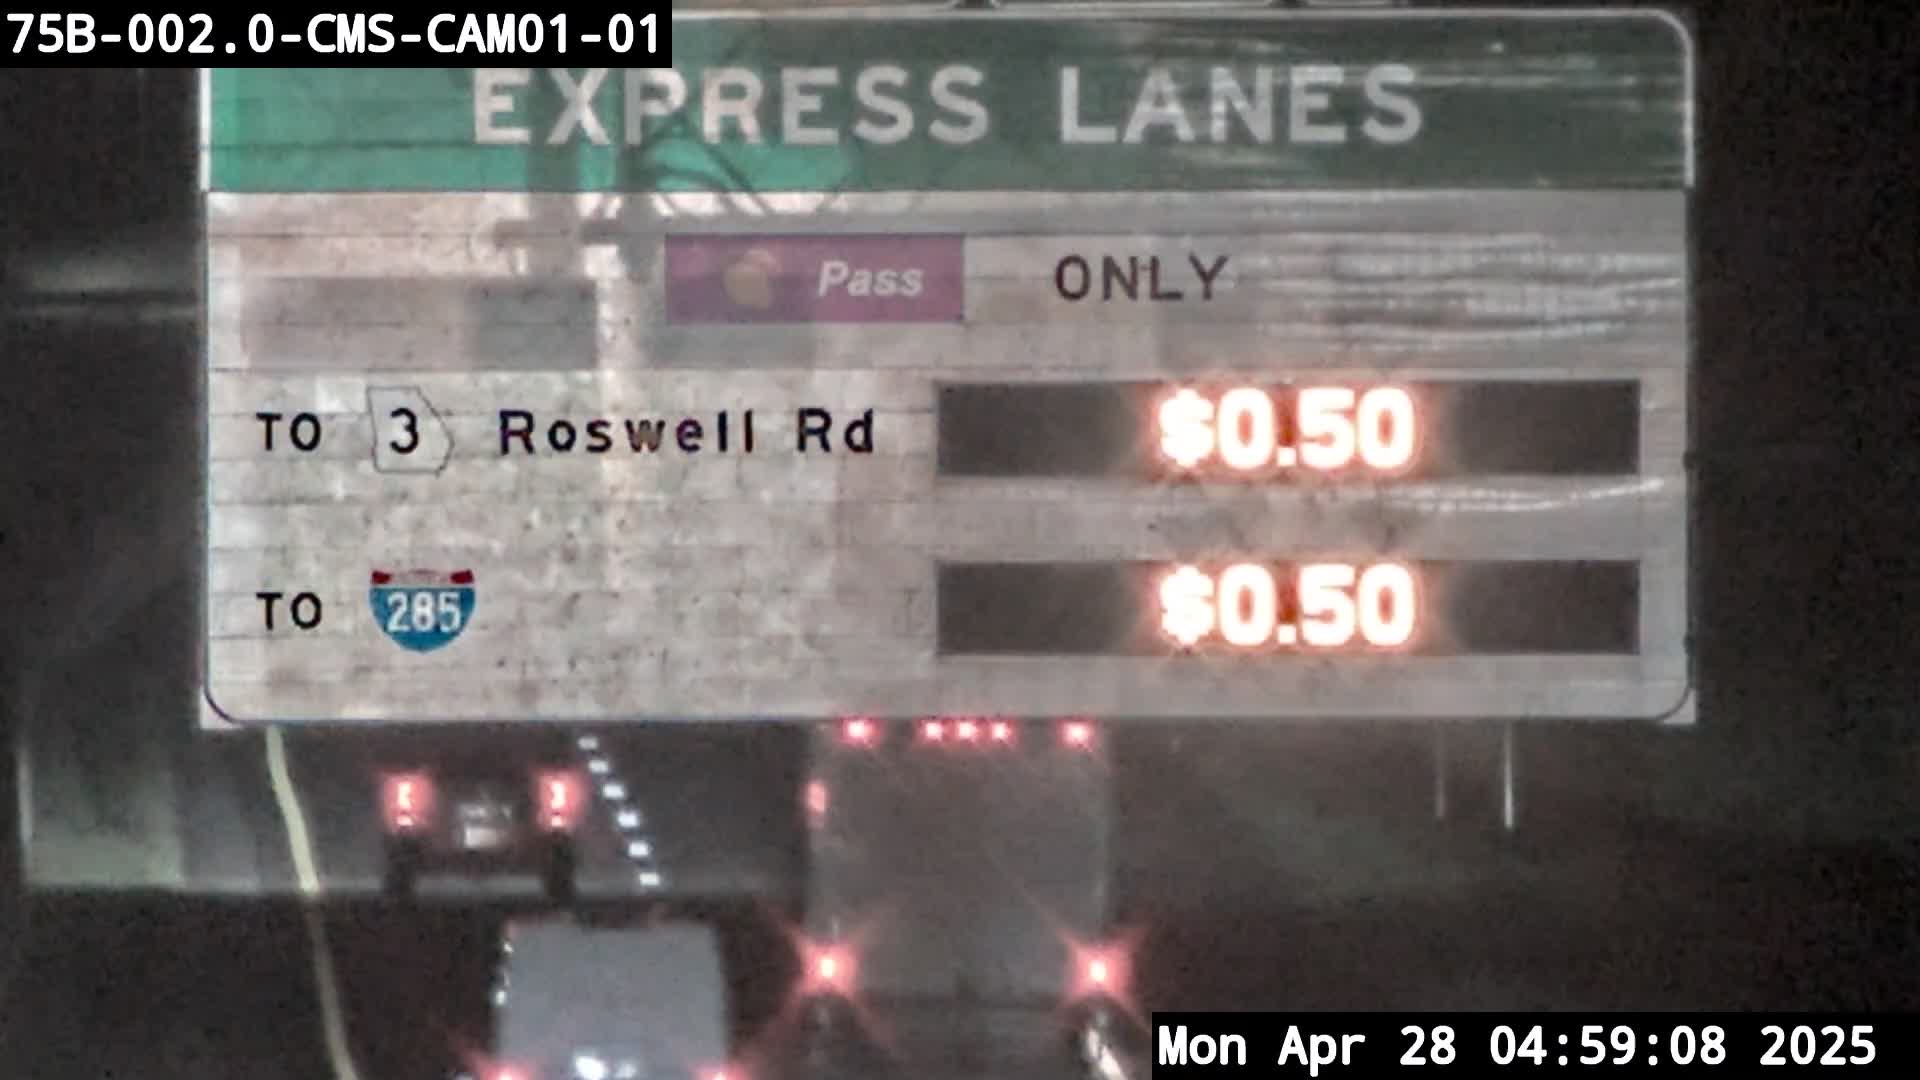 75B-002.0-CMS-CAM01-01
EXPRESS LANES
Pass ONLY
TO 3 Roswell Rd $0.50
TO 285 $0.50
Mon Apr 28 04:59:08 2025